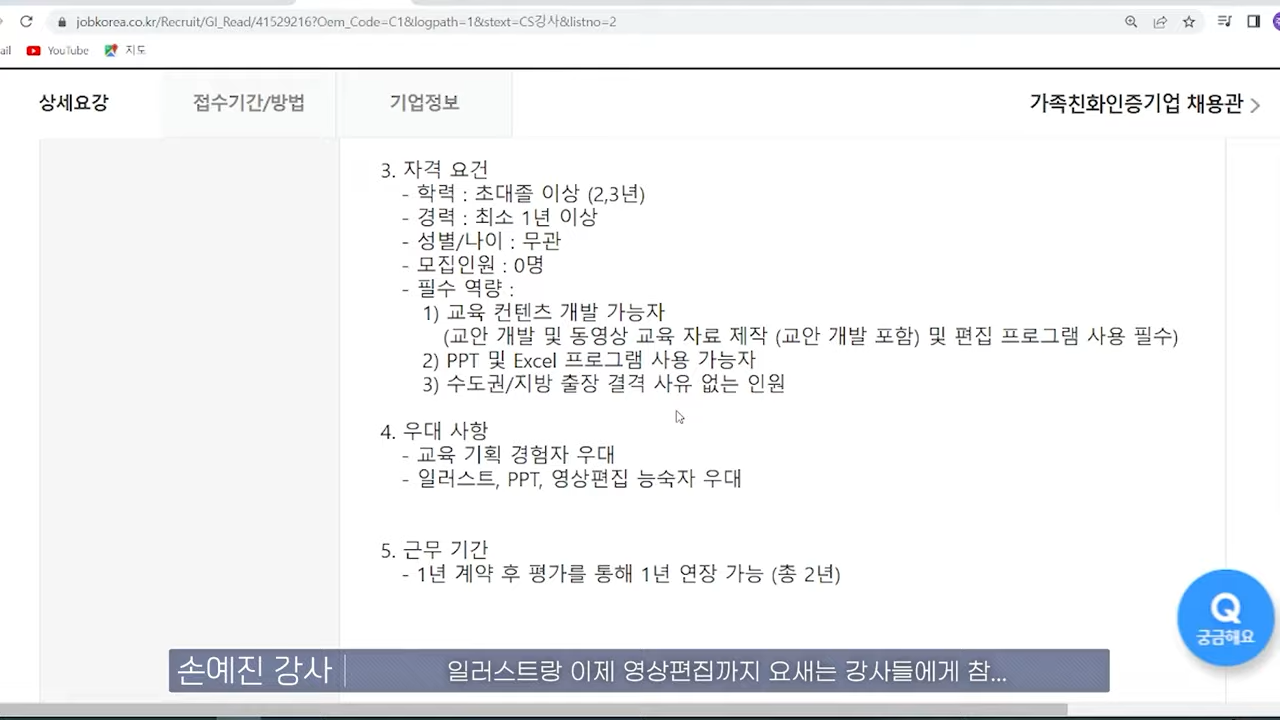 jobkorea.co.kr/Recruit/GI_Read/41529216?Oem_Code=C1&logpath=1&stext=CS강사&listno=2
ail YouTube 지도
상세요강 접수기간/방법 기업정보 가족친화인증기업 채용관 >
3. 자격 요건
- 학력 : 초대졸 이상 (2,3년)
- 경력 : 최소 1년 이상
- 성별/나이 : 무관
- 모집인원 : 0명
- 필수 역량 :
1) 교육 컨텐츠 개발 가능자
(교안 개발 및 동영상 교육 자료 제작 (교안 개발 포함) 및 편집 프로그램 사용 필수)
2) PPT 및 Excel 프로그램 사용 가능자
3) 수도권/지방 출장 결격 사유 없는 인원
4. 우대 사항
- 교육 기획 경험자 우대
- 일러스트, PPT, 영상편집 능숙자 우대
5. 근무 기간
- 1년 계약 후 평가를 통해 1년 연장 가능 (총 2년)
Q
궁금해요
손예진 강사 일러스트랑 이제 영상편집까지 요새는 강사들에게 참...